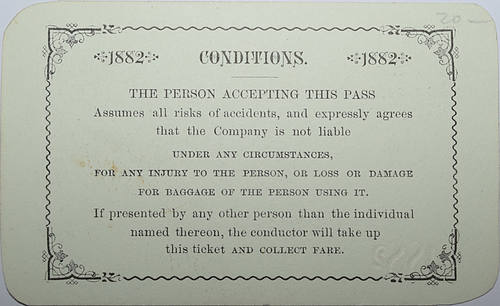 20 —
1882 CONDITIONS. 1882
THE PERSON ACCEPTING THIS PASS
Assumes all risks of accidents, and expressly agrees
that the Company is not liable
UNDER ANY CIRCUMSTANCES,
FOR ANY INJURY TO THE PERSON, OR LOSS OR DAMAGE
FOR BAGGAGE OF THE PERSON USING IT.
If presented by any other person than the individual
named thereon, the conductor will take up
this ticket AND COLLECT FARE.